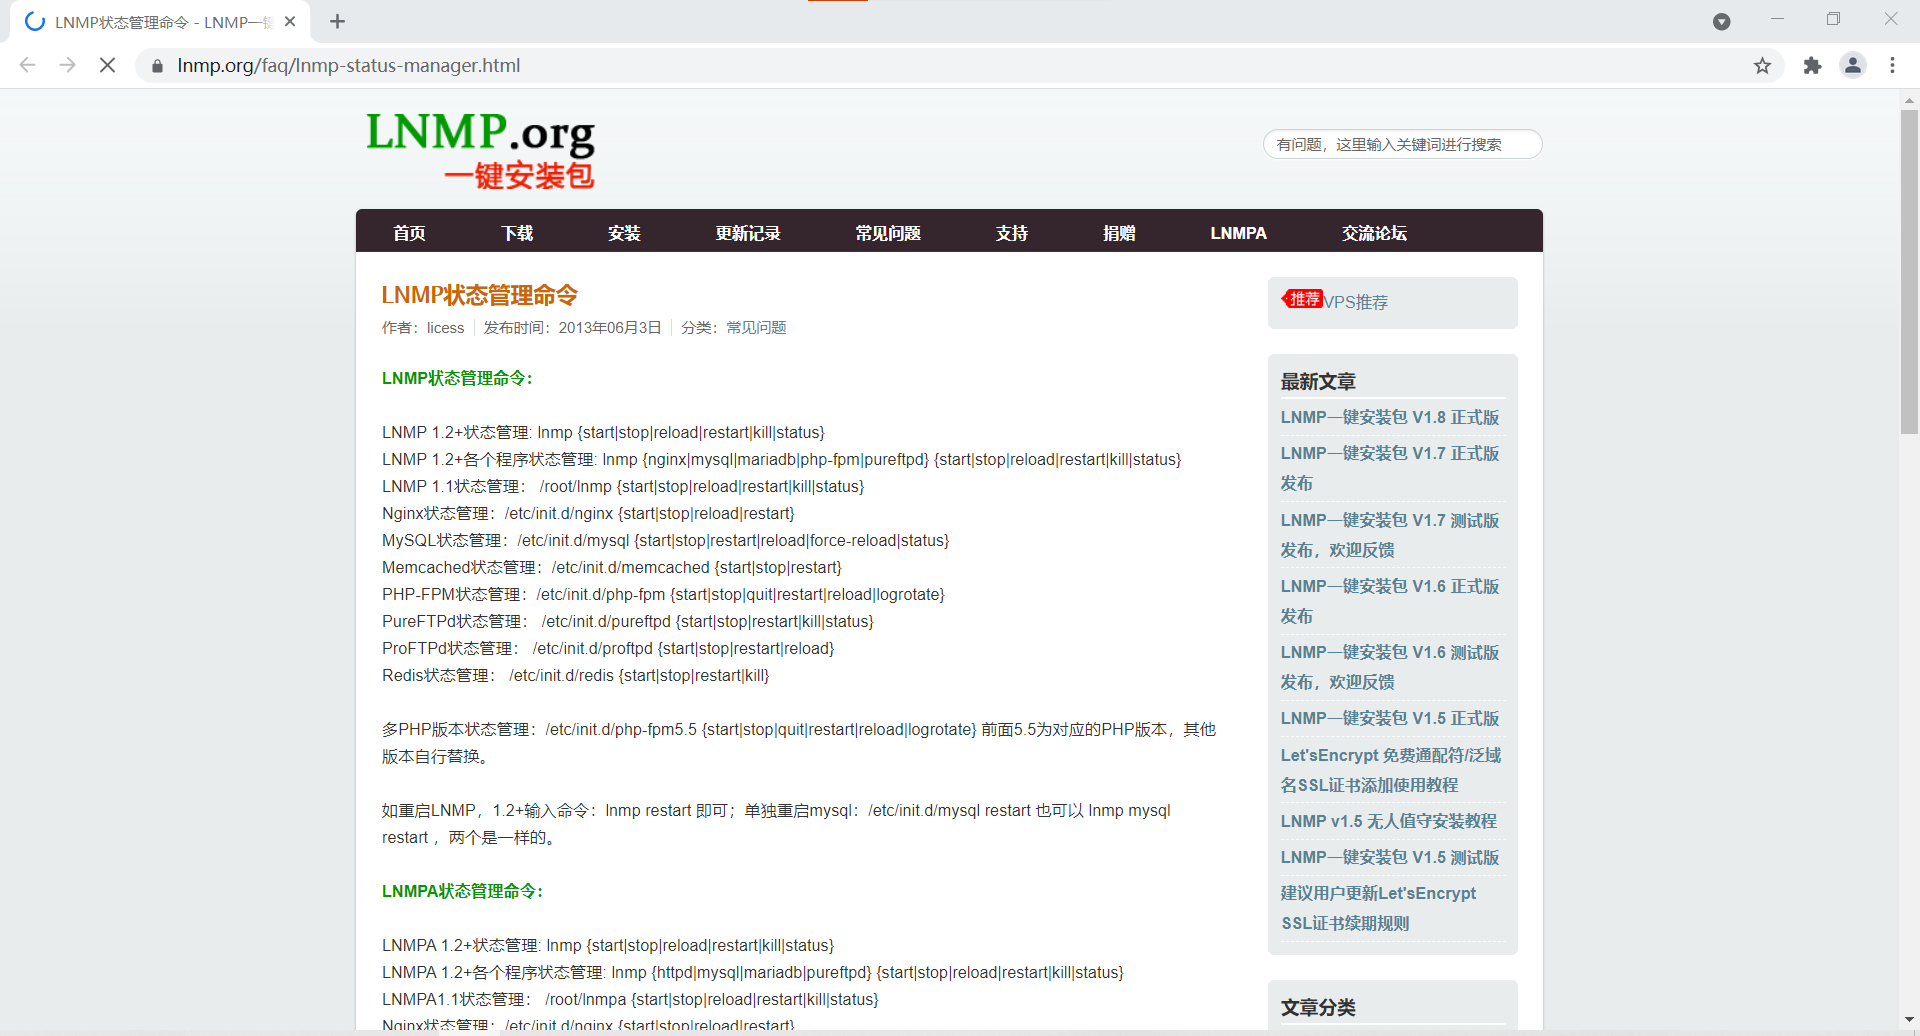 LNMP状态管理命令 - LNMP一键
lnmp.org/faq/lnmp-status-manager.html
LNMP.org
一键安装包
有问题，这里输入关键词进行搜索
首页 下载 安装 更新记录 常见问题 支持 捐赠 LNMPA 交流论坛
LNMP状态管理命令
作者：licess 发布时间：2013年06月3日 分类：常见问题
LNMP状态管理命令：
LNMP 1.2+状态管理: lnmp {start|stop|reload|restart|kill|status}
LNMP 1.2+各个程序状态管理: lnmp {nginx|mysql|mariadb|php-fpm|pureftpd} {start|stop|reload|restart|kill|status}
LNMP 1.1状态管理： /root/lnmp {start|stop|reload|restart|kill|status}
Nginx状态管理：/etc/init.d/nginx {start|stop|reload|restart}
MySQL状态管理：/etc/init.d/mysql {start|stop|restart|reload|force-reload|status}
Memcached状态管理：/etc/init.d/memcached {start|stop|restart}
PHP-FPM状态管理：/etc/init.d/php-fpm {start|stop|quit|restart|reload|logrotate}
PureFTPd状态管理： /etc/init.d/pureftpd {start|stop|restart|kill|status}
ProFTPd状态管理： /etc/init.d/proftpd {start|stop|restart|reload}
Redis状态管理： /etc/init.d/redis {start|stop|restart|kill}
多PHP版本状态管理：/etc/init.d/php-fpm5.5 {start|stop|quit|restart|reload|logrotate} 前面5.5为对应的PHP版本，其他
版本自行替换。
如重启LNMP，1.2+输入命令：lnmp restart 即可；单独重启mysql：/etc/init.d/mysql restart 也可以 lnmp mysql
restart ，两个是一样的。
LNMPA状态管理命令：
LNMPA 1.2+状态管理: lnmp {start|stop|reload|restart|kill|status}
LNMPA 1.2+各个程序状态管理: lnmp {httpd|mysql|mariadb|pureftpd} {start|stop|reload|restart|kill|status}
LNMPA1.1状态管理： /root/lnmpa {start|stop|reload|restart|kill|status}
Nginx状态管理：/etc/init.d/nginx {start|stop|reload|restart}
推荐VPS推荐
最新文章
LNMP一键安装包 V1.8 正式版
LNMP一键安装包 V1.7 正式版
发布
LNMP一键安装包 V1.7 测试版
发布，欢迎反馈
LNMP一键安装包 V1.6 正式版
发布
LNMP一键安装包 V1.6 测试版
发布，欢迎反馈
LNMP一键安装包 V1.5 正式版
Let'sEncrypt 免费通配符/泛域
名SSL证书添加使用教程
LNMP v1.5 无人值守安装教程
LNMP一键安装包 V1.5 测试版
建议用户更新Let'sEncrypt
SSL证书续期规则
文章分类